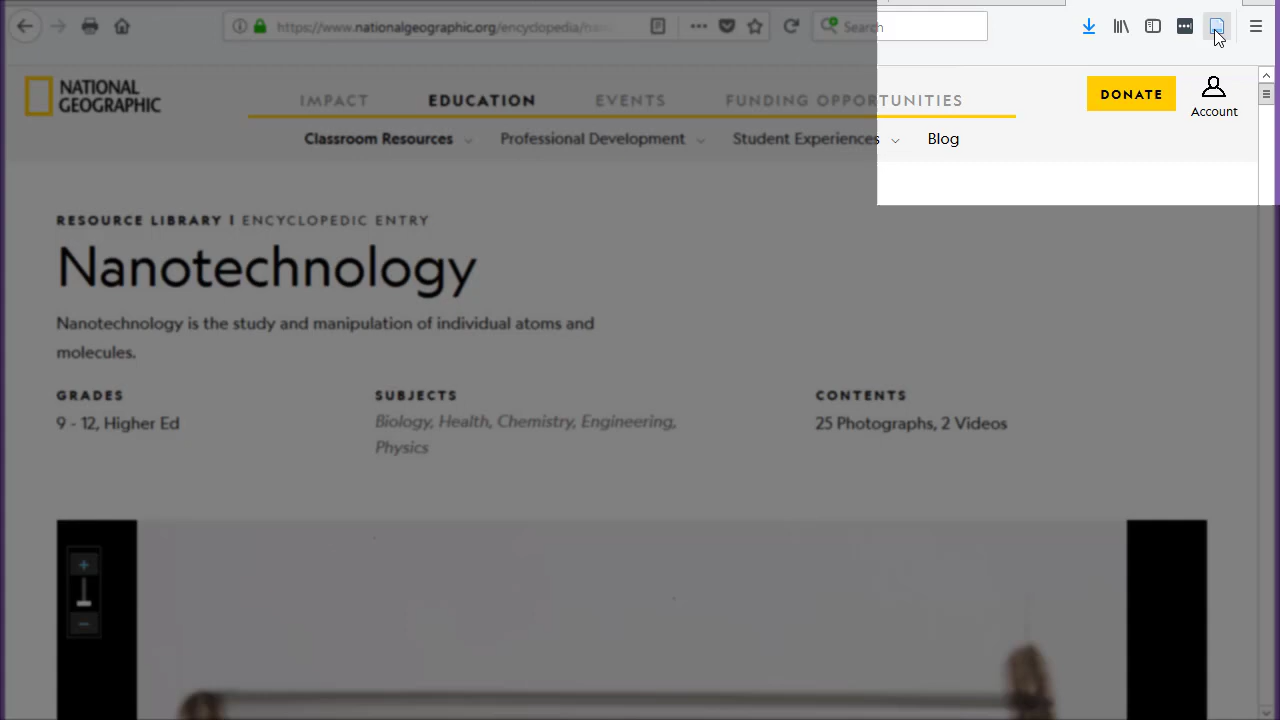 https://www.nationalgeographic.org/encyclopedia/nan
Search
NATIONAL
GEOGRAPHIC
IMPACT
EDUCATION
EVENTS
FUNDING OPPORTUNITIES
DONATE
Account
Classroom Resources
Professional Development
Student Experiences
Blog
RESOURCE LIBRARY | ENCYCLOPEDIC ENTRY
Nanotechnology
Nanotechnology is the study and manipulation of individual atoms and
molecules.
GRADES
9 - 12, Higher Ed
SUBJECTS
Biology, Health, Chemistry, Engineering,
Physics
CONTENTS
25 Photographs, 2 Videos